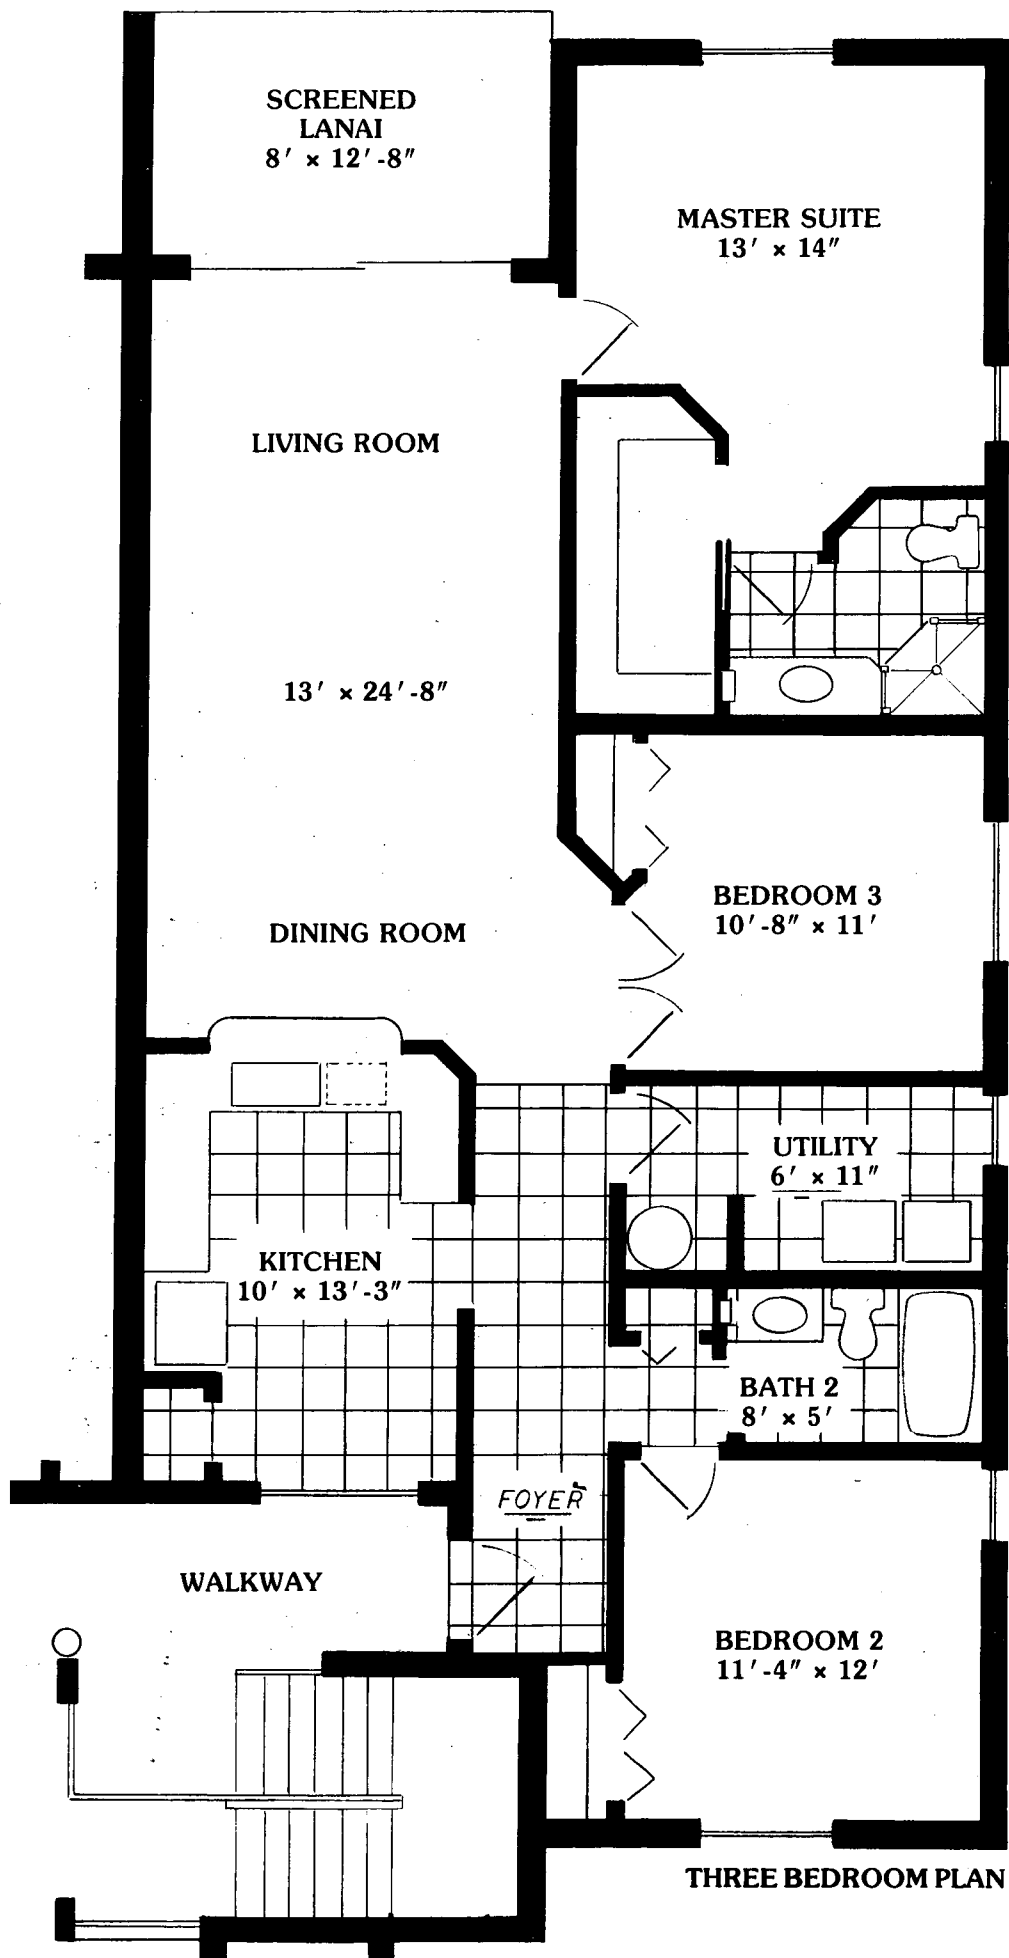 SCREENED
LANAI
8' × 12'-8"
MASTER SUITE
13' × 14"
LIVING ROOM
13' × 24'-8"
BEDROOM 3
10'-8" × 11'
DINING ROOM
UTILITY
6' × 11"
KITCHEN
10' × 13'-3"
BATH 2
8' × 5'
FOYER
WALKWAY
BEDROOM 2
11'-4" × 12'
THREE BEDROOM PLAN